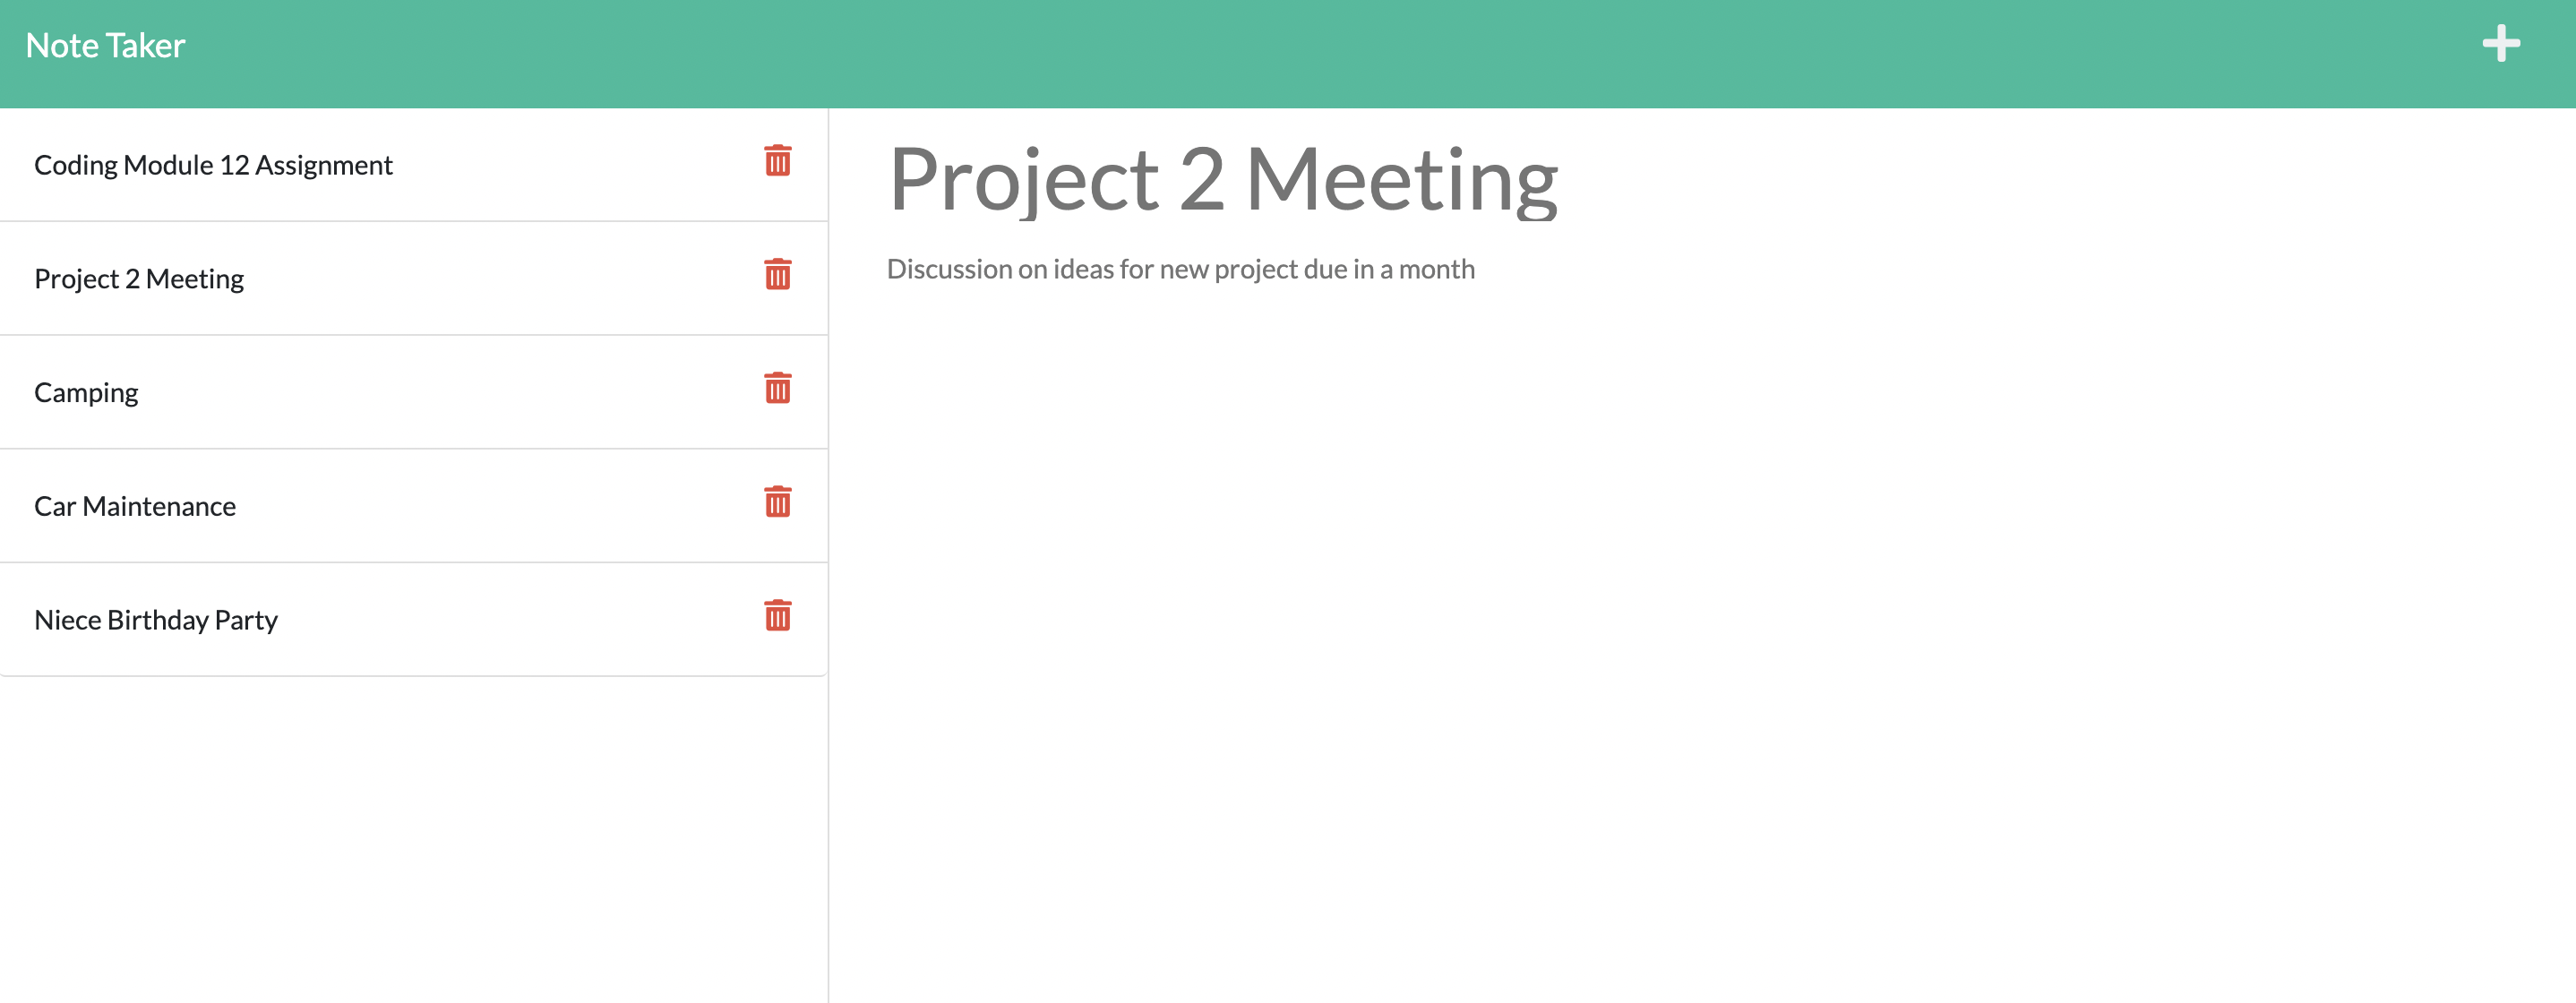 Note Taker
Coding Module 12 Assignment
Project 2 Meeting
Camping
Car Maintenance
Niece Birthday Party
Project 2 Meeting
Discussion on ideas for new project due in a month